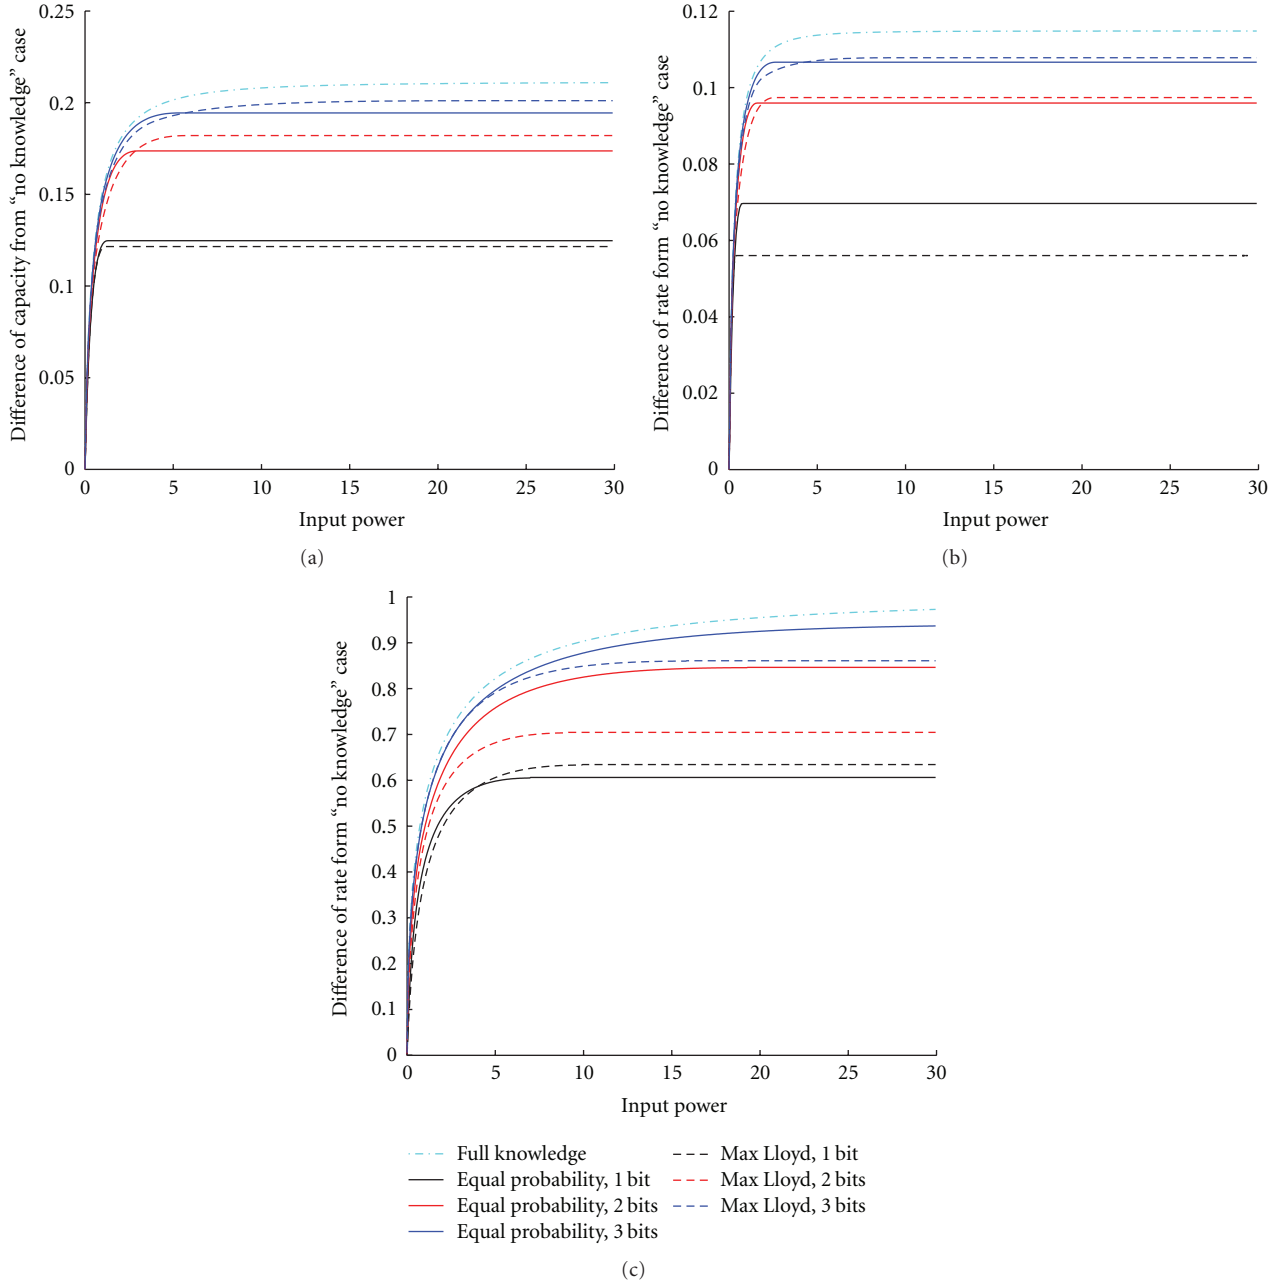 Difference of capacity from “no knowledge” case
0.25
0.2
0.15
0.1
0.05
0
0 5 10 15 20 25 30
Input power
(a)
Difference of rate form “no knowledge” case
0.12
0.1
0.08
0.06
0.04
0.02
0
0 5 10 15 20 25 30
Input power
(b)
Difference of rate form “no knowledge” case
1
0.9
0.8
0.7
0.6
0.5
0.4
0.3
0.2
0.1
0
0 5 10 15 20 25 30
Input power
Full knowledge
Equal probability, 1 bit
Equal probability, 2 bits
Equal probability, 3 bits
Max Lloyd, 1 bit
Max Lloyd, 2 bits
Max Lloyd, 3 bits
(c)